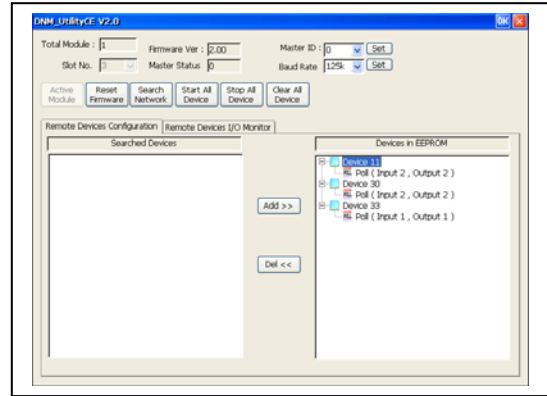 DNM_UtilityCE V2.0 OK
Total Module : 1 Firmware Ver : 2.00 Master ID : 0 Set
Slot No. 3 Master Status 0 Baud Rate 125k Set
Active Module Reset Firmware Search Network Start All Device Stop All Device Clear All Device
Remote Devices Configuration Remote Devices I/O Monitor
Searched Devices Devices in EEPROM
Device 11
Poll ( Input 2 , Output 2 )
Device 30
Poll ( Input 2 , Output 2 )
Device 33
Poll ( Input 1 , Output 1 )
Add >>
Del <<